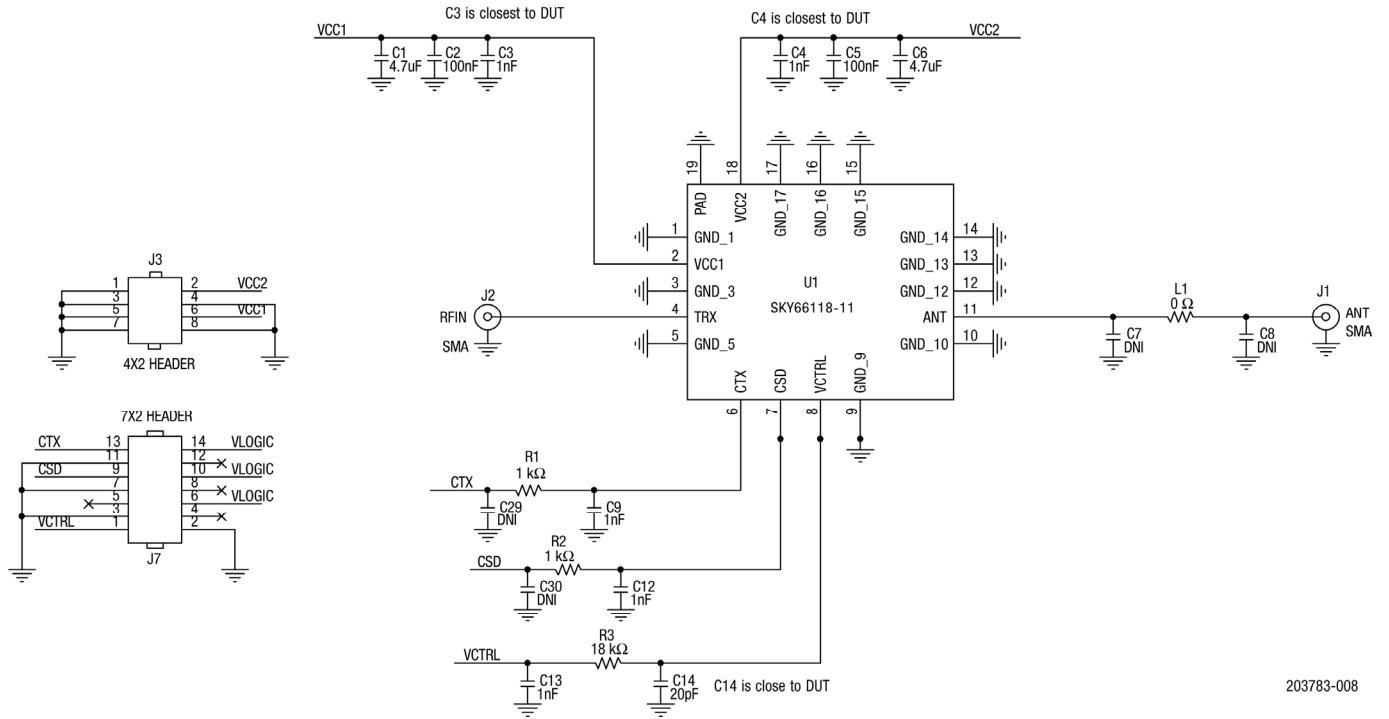 C3 is closest to DUT
VCC1
C1
4.7uF
C2
100nF
C3
1nF
C4 is closest to DUT
VCC2
C4
1nF
C5
100nF
C6
4.7uF
19
18
17
16
15
PAD
VCC2
GND_17
GND_16
GND_15
1
GND_1
2
VCC1
3
GND_3
4
TRX
5
GND_5
U1
SKY66118-11
GND_14
14
GND_13
13
GND_12
12
ANT
11
GND_10
10
CTX
CSD
VCTRL
GND_9
6
7
8
9
RFIN
J2
SMA
L1
0 Ω
C7
DNI
C8
DNI
J1
ANT
SMA
J3
1
2
VCC2
3
4
5
6
VCC1
7
8
4X2 HEADER
7X2 HEADER
CTX
13
14
VLOGIC
11
12
CSD
9
10
VLOGIC
7
8
5
6
VLOGIC
3
4
VCTRL
1
2
J7
CTX
R1
1 kΩ
C29
DNI
C9
1nF
CSD
R2
1 kΩ
C30
DNI
C12
1nF
VCTRL
R3
18 kΩ
C13
1nF
C14
20pF
C14 is close to DUT
203783-008